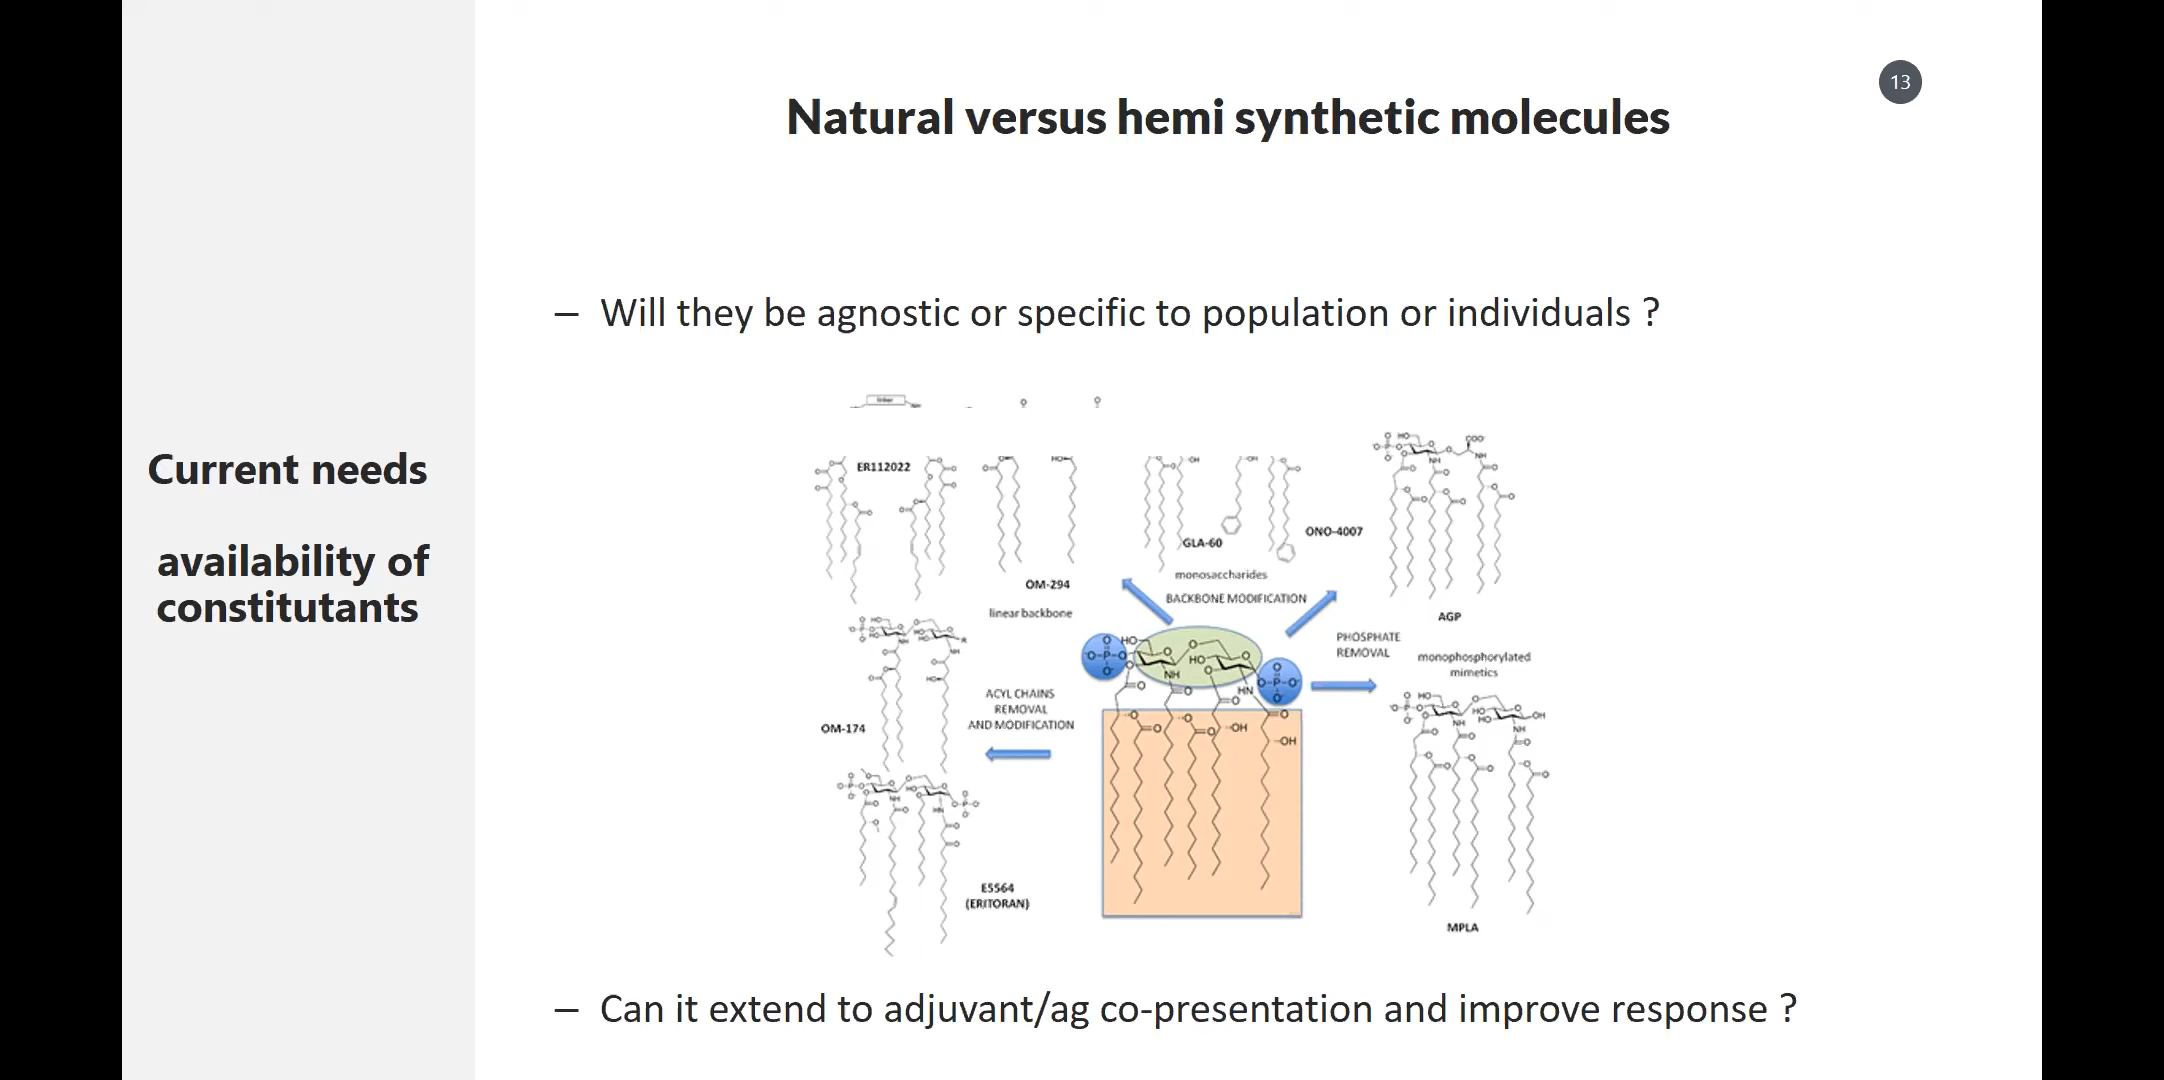 13
Natural versus hemi synthetic molecules
– Will they be agnostic or specific to population or individuals ?
Current needs
availability of
constitutants
ER112022
OM-294
linear backbone
GLA-60
monosaccharides
BACKBONE MODIFICATION
ONO-4007
AGP
PHOSPHATE
REMOVAL
monophosphorylated
mimetics
ACYL CHAINS
REMOVAL
AND MODIFICATION
OM-174
E5564
(ERITORAN)
MPLA
– Can it extend to adjuvant/ag co-presentation and improve response ?